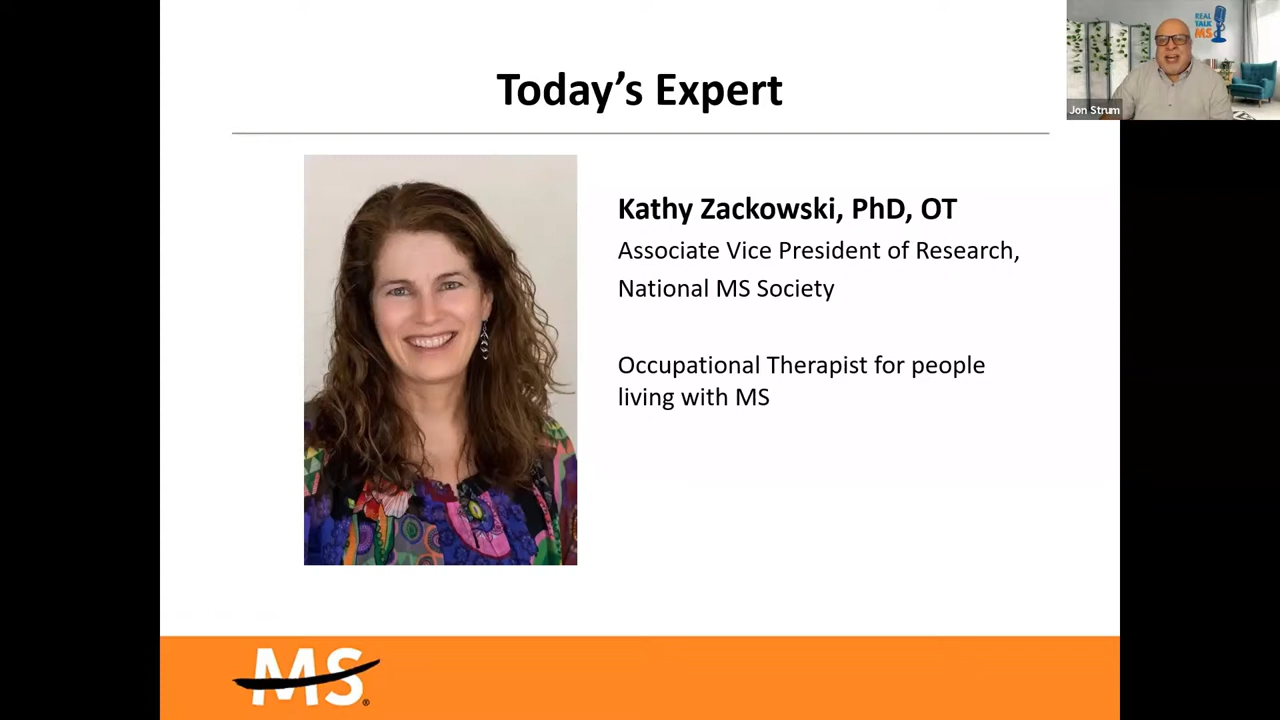 Today's Expert
Kathy Zackowski, PhD, OT
Associate Vice President of Research,
National MS Society
Occupational Therapist for people
living with MS
REAL
TALK
MS
Jon Strum
MS®